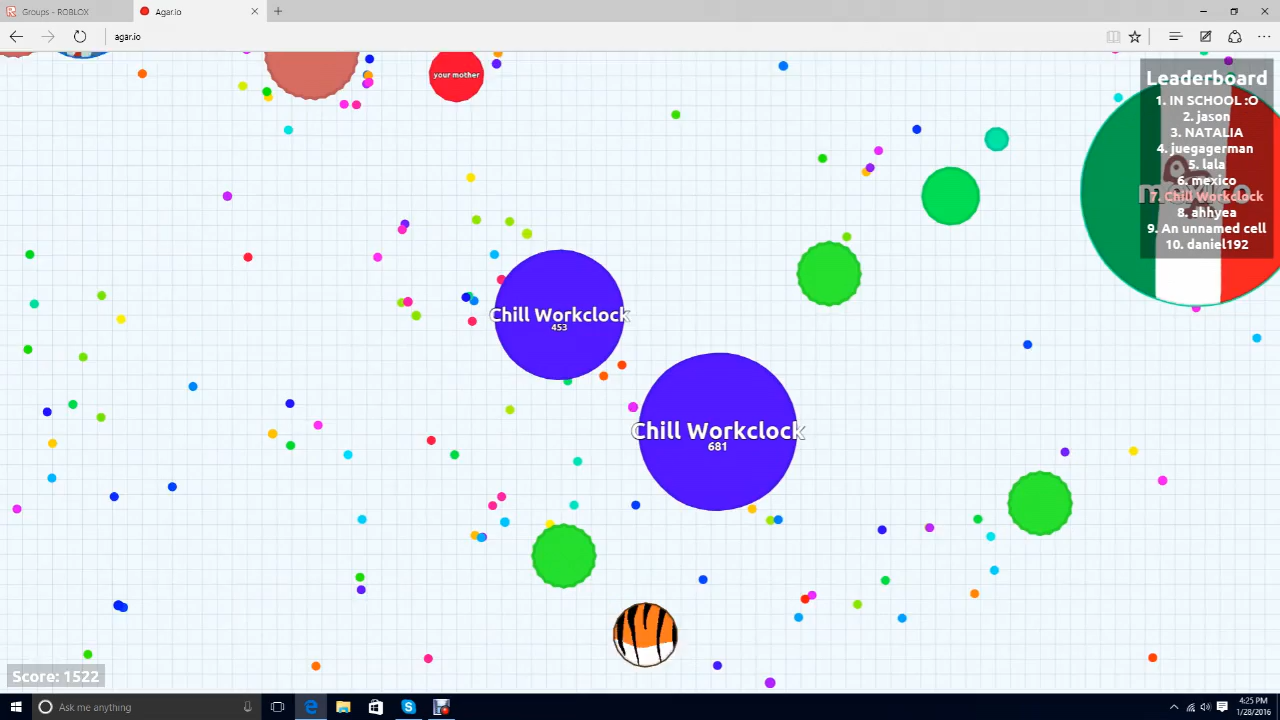 Groups - ROBLOX
Agar.io
agar.io
your mother
Leaderboard
1. IN SCHOOL :O
2. jason
3. NATALIA
4. juegagerman
5. lala
6. mexico
7. Chill Workclock
8. ahhyea
9. An unnamed cell
10. daniel192
mexico
Chill Workclock
453
Chill Workclock
681
Score: 1522
Ask me anything
4:25 PM
1/28/2016